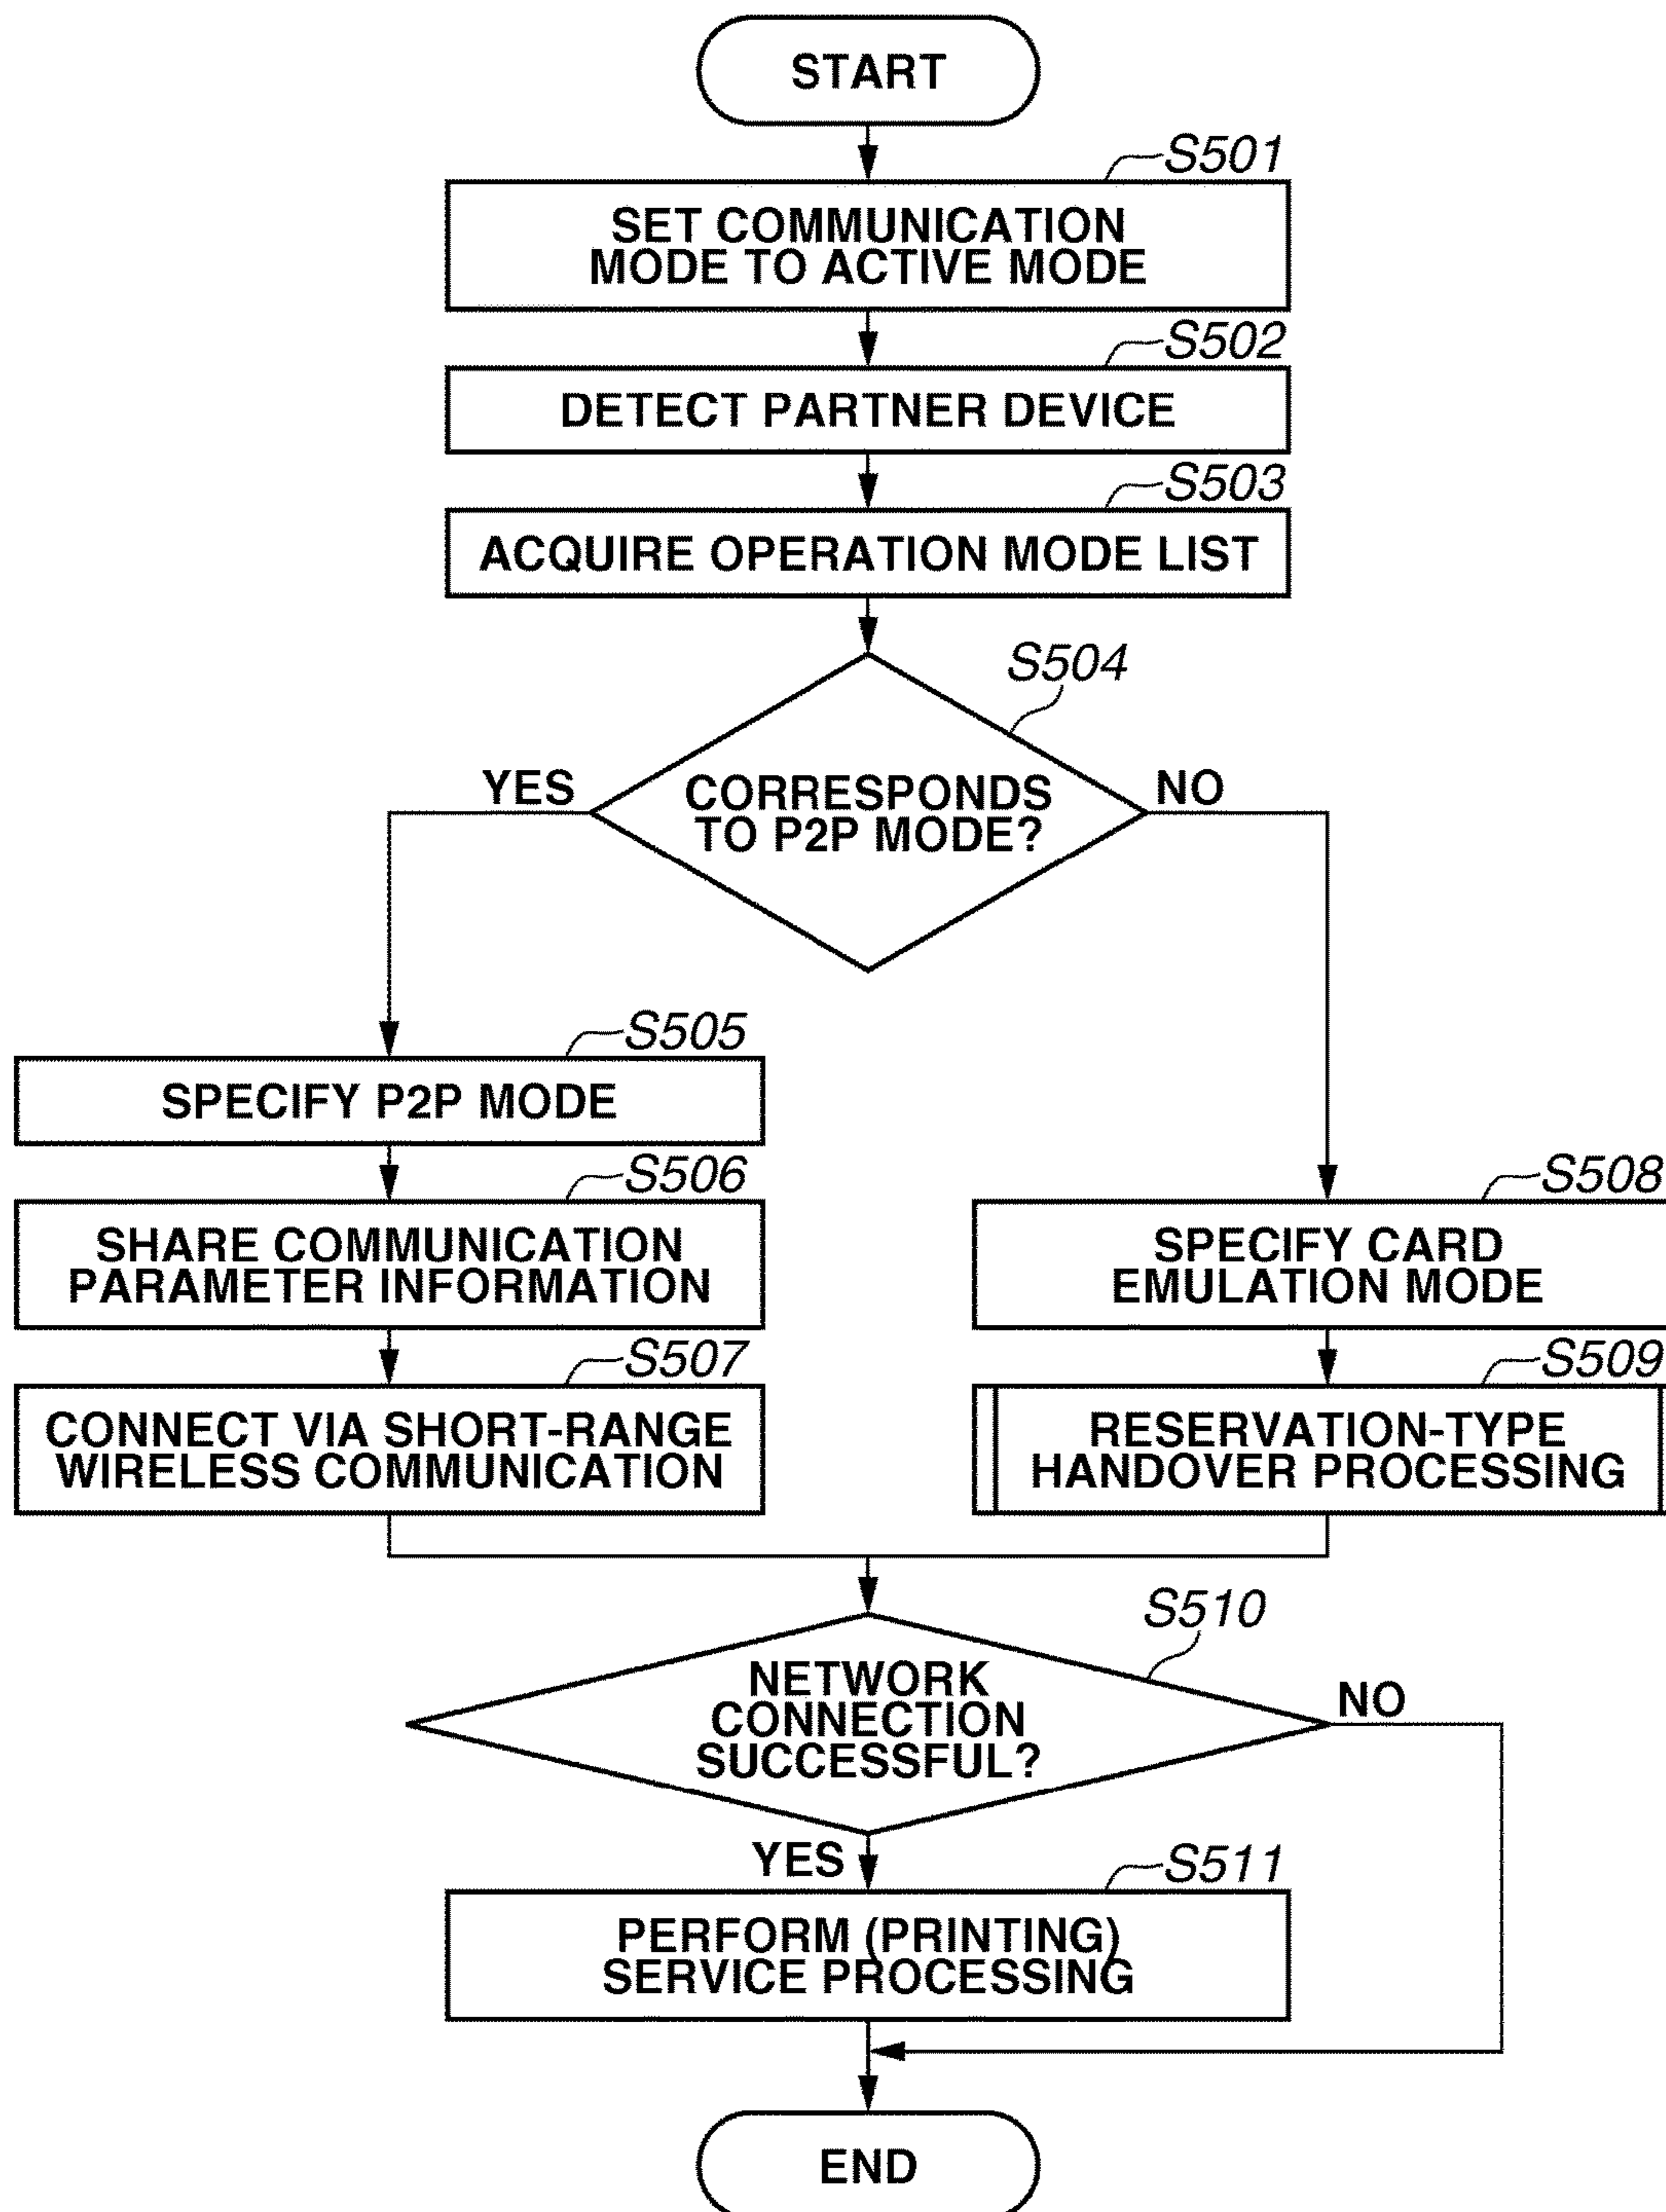 START
S501
SET COMMUNICATION
MODE TO ACTIVE MODE
S502
DETECT PARTNER DEVICE
S503
ACQUIRE OPERATION MODE LIST
S504
CORRESPONDS
TO P2P MODE?
YES
NO
S505
SPECIFY P2P MODE
S506
SHARE COMMUNICATION
PARAMETER INFORMATION
S507
CONNECT VIA SHORT-RANGE
WIRELESS COMMUNICATION
S508
SPECIFY CARD
EMULATION MODE
S509
RESERVATION-TYPE
HANDOVER PROCESSING
S510
NETWORK
CONNECTION
SUCCESSFUL?
NO
YES
S511
PERFORM (PRINTING)
SERVICE PROCESSING
END